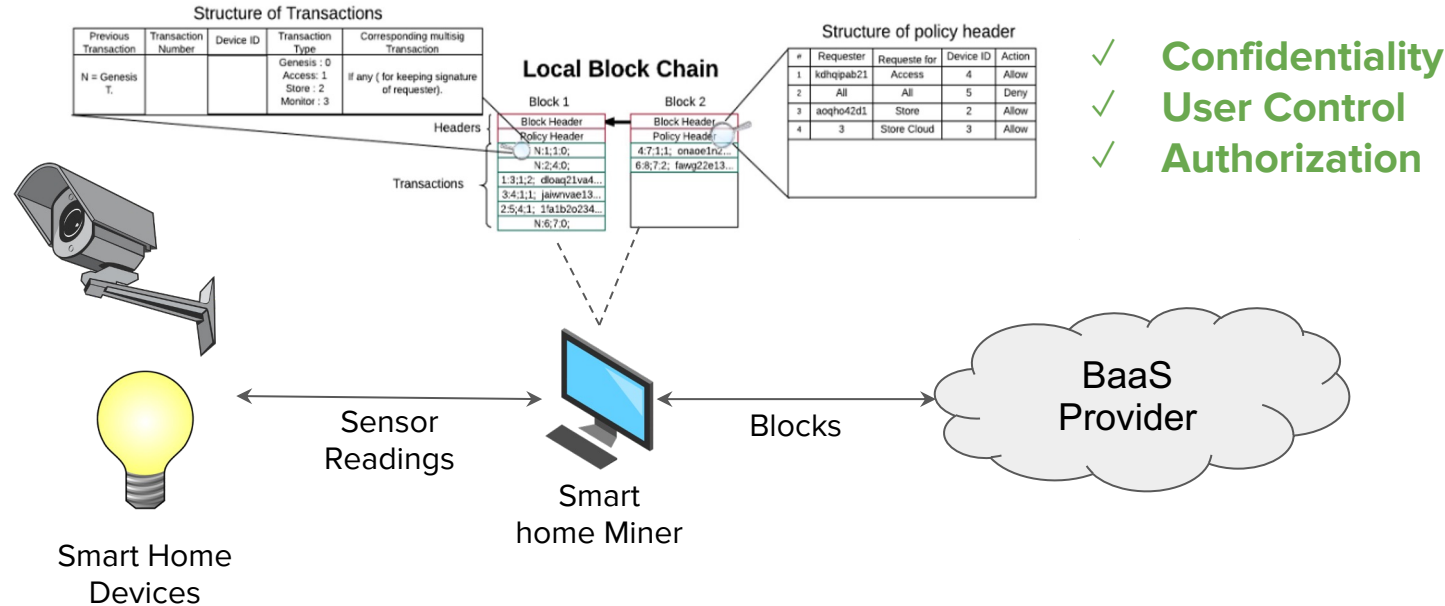 Structure of Transactions
Previous Transaction
Transaction Number
Device ID
Transaction Type
Corresponding multisig Transaction
N = Genesis T.
Genesis : 0
Access: 1
Store : 2
Monitor : 3
If any ( for keeping signature of requester).
Local Block Chain
Block 1
Block 2
Headers
Block Header
Policy Header
Transactions
N:1;1:0;
N:2;4:0;
1:3;1;2; dloaq21va4...
3:4;1;1; jaiwnvae13...
2:5;4;1; 1fa1b2o234...
N:6;7:0;
Block Header
Policy Header
4:7;1;1; onaoe1n2...
6:8;7:2; fawg22e13...
Structure of policy header
# Requester Requeste for Device ID Action
1 kdhqipab21 Access 4 Allow
2 All All 5 Deny
3 aoqho42d1 Store 2 Allow
4 3 Store Cloud 3 Allow
✓ Confidentiality
✓ User Control
✓ Authorization
Sensor
Readings
Smart
home Miner
Blocks
BaaS
Provider
Smart Home
Devices